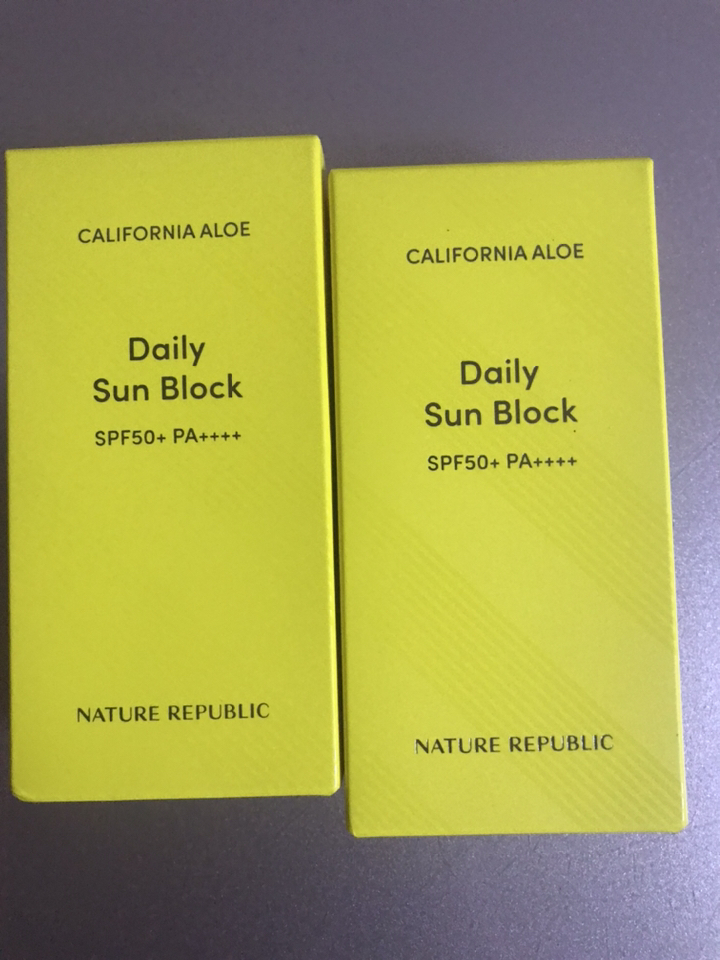 CALIFORNIA ALOE
Daily
Sun Block
SPF50+ PA++++
NATURE REPUBLIC
CALIFORNIA ALOE
Daily
Sun Block
SPF50+ PA++++
NATURE REPUBLIC